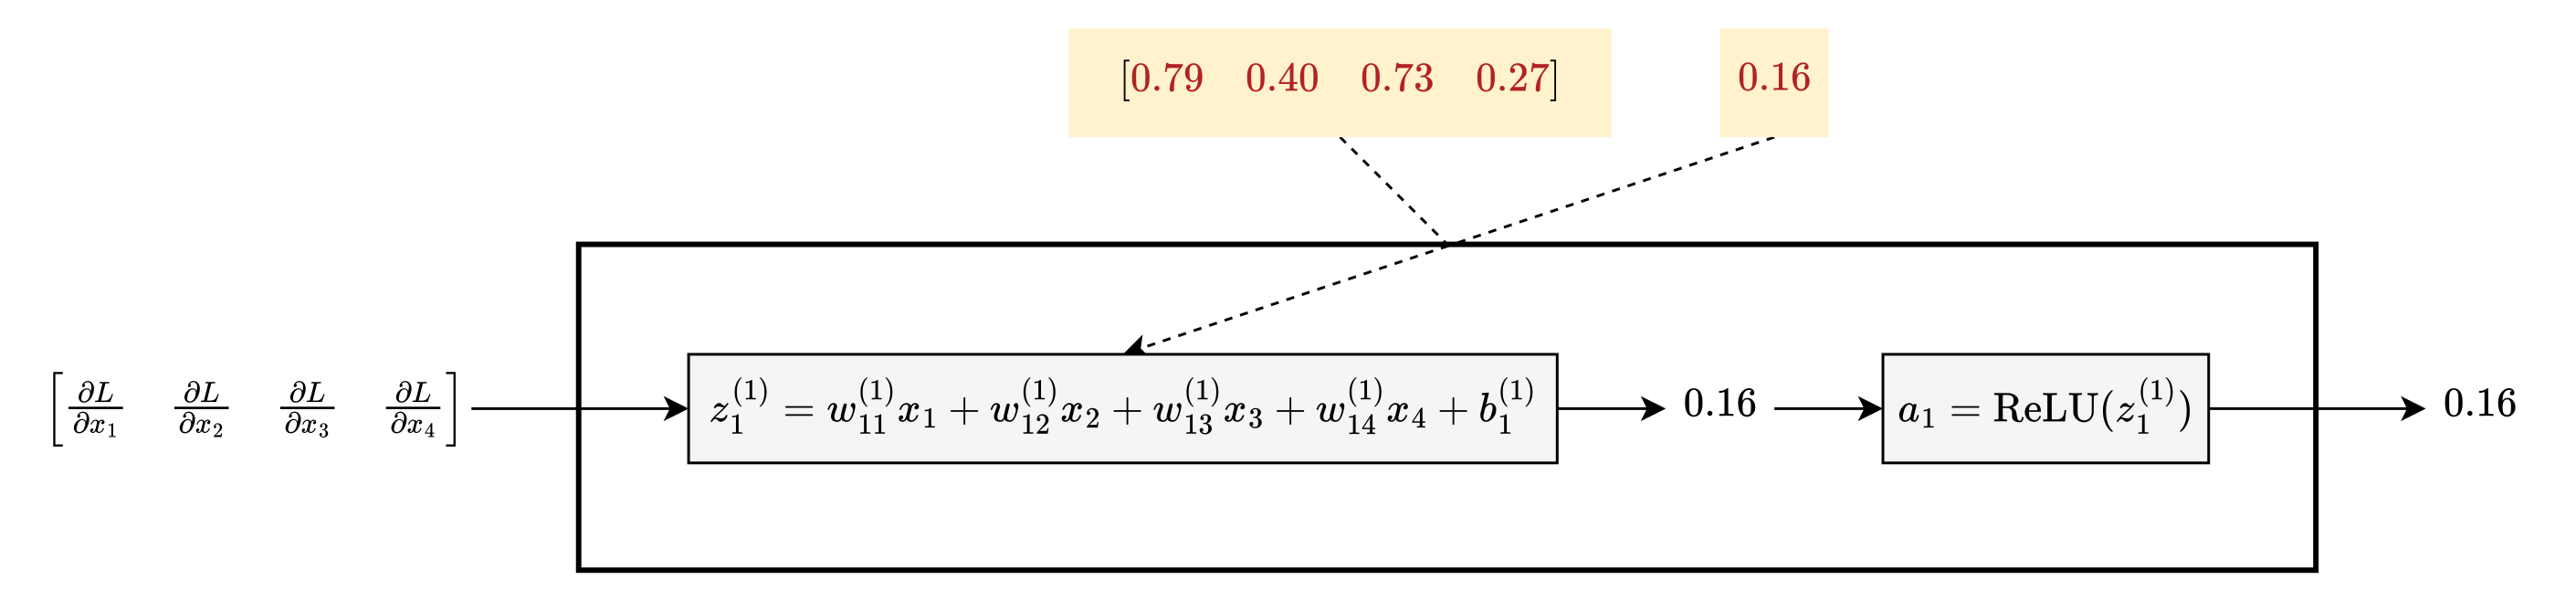 [0.79 0.40 0.73 0.27]
0.16
[∂L/∂x₁ ∂L/∂x₂ ∂L/∂x₃ ∂L/∂x₄]
z₁⁽¹⁾ = w₁₁⁽¹⁾x₁ + w₁₂⁽¹⁾x₂ + w₁₃⁽¹⁾x₃ + w₁₄⁽¹⁾x₄ + b₁⁽¹⁾
0.16
a₁ = ReLU(z₁⁽¹⁾)
0.16